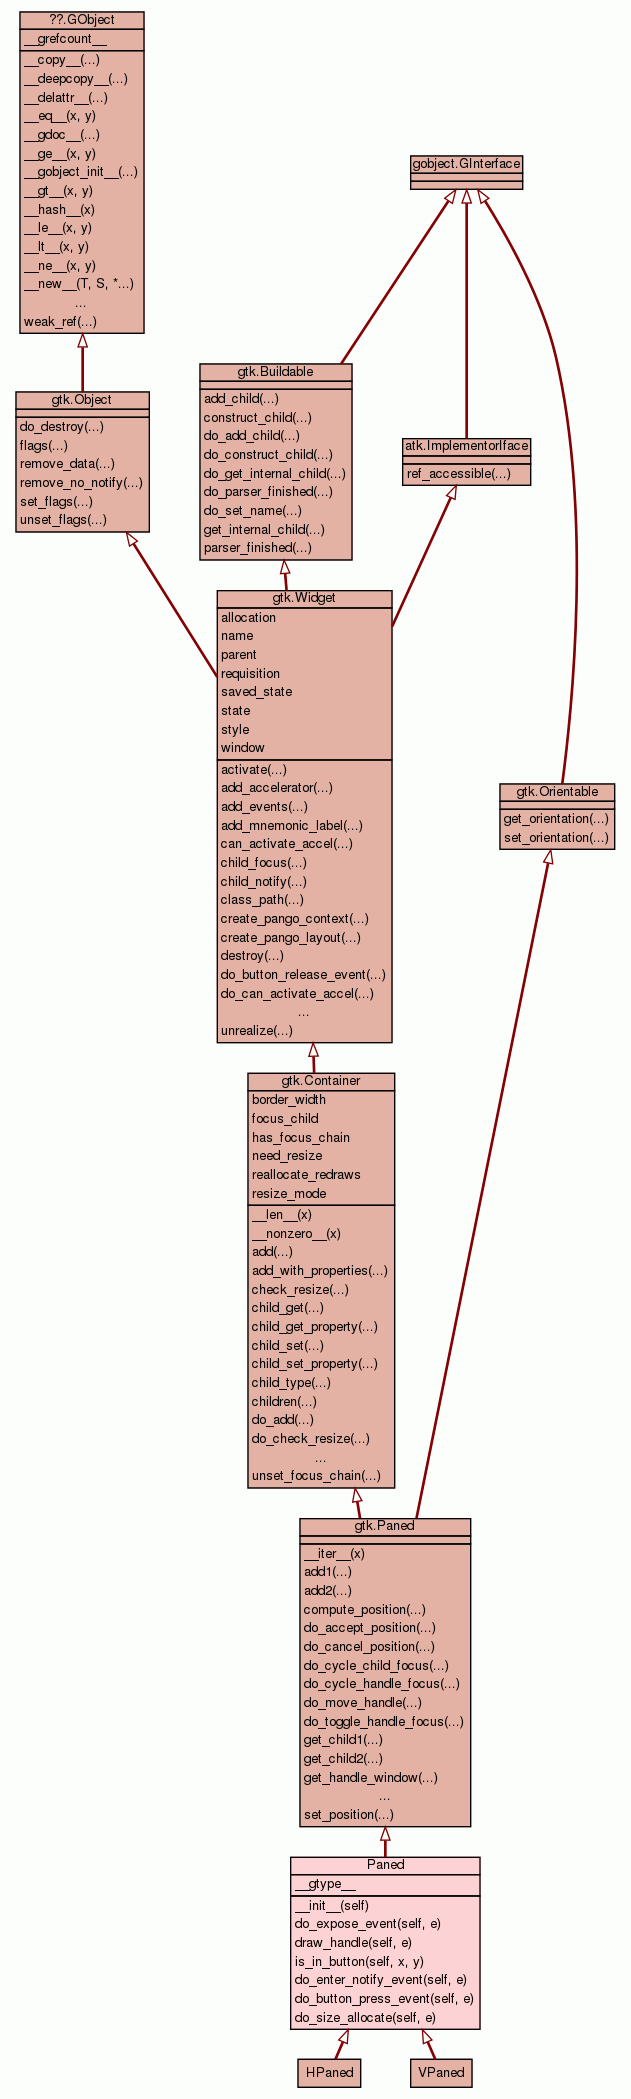 ??.GObject
__grefcount__
__copy__(...)
__deepcopy__(...)
__delattr__(...)
__eq__(x, y)
__gdoc__(...)
__ge__(x, y)
__gobject_init__(...)
__gt__(x, y)
__hash__(x)
__le__(x, y)
__lt__(x, y)
__ne__(x, y)
__new__(T, S, *...)
...
weak_ref(...)
gobject.GInterface
gtk.Object
do_destroy(...)
flags(...)
remove_data(...)
remove_no_notify(...)
set_flags(...)
unset_flags(...)
gtk.Buildable
add_child(...)
construct_child(...)
do_add_child(...)
do_construct_child(...)
do_get_internal_child(...)
do_parser_finished(...)
do_set_name(...)
get_internal_child(...)
parser_finished(...)
atk.ImplementorIface
ref_accessible(...)
gtk.Widget
allocation
name
parent
requisition
saved_state
state
style
window
activate(...)
add_accelerator(...)
add_events(...)
add_mnemonic_label(...)
can_activate_accel(...)
child_focus(...)
child_notify(...)
class_path(...)
create_pango_context(...)
create_pango_layout(...)
destroy(...)
do_button_release_event(...)
do_can_activate_accel(...)
...
unrealize(...)
gtk.Orientable
get_orientation(...)
set_orientation(...)
gtk.Container
border_width
focus_child
has_focus_chain
need_resize
reallocate_redraws
resize_mode
__len__(x)
__nonzero__(x)
add(...)
add_with_properties(...)
check_resize(...)
child_get(...)
child_get_property(...)
child_set(...)
child_set_property(...)
child_type(...)
children(...)
do_add(...)
do_check_resize(...)
...
unset_focus_chain(...)
gtk.Paned
__iter__(x)
add1(...)
add2(...)
compute_position(...)
do_accept_position(...)
do_cancel_position(...)
do_cycle_child_focus(...)
do_cycle_handle_focus(...)
do_move_handle(...)
do_toggle_handle_focus(...)
get_child1(...)
get_child2(...)
get_handle_window(...)
...
set_position(...)
Paned
__gtype__
__init__(self)
do_expose_event(self, e)
draw_handle(self, e)
is_in_button(self, x, y)
do_enter_notify_event(self, e)
do_button_press_event(self, e)
do_size_allocate(self, e)
HPaned
VPaned